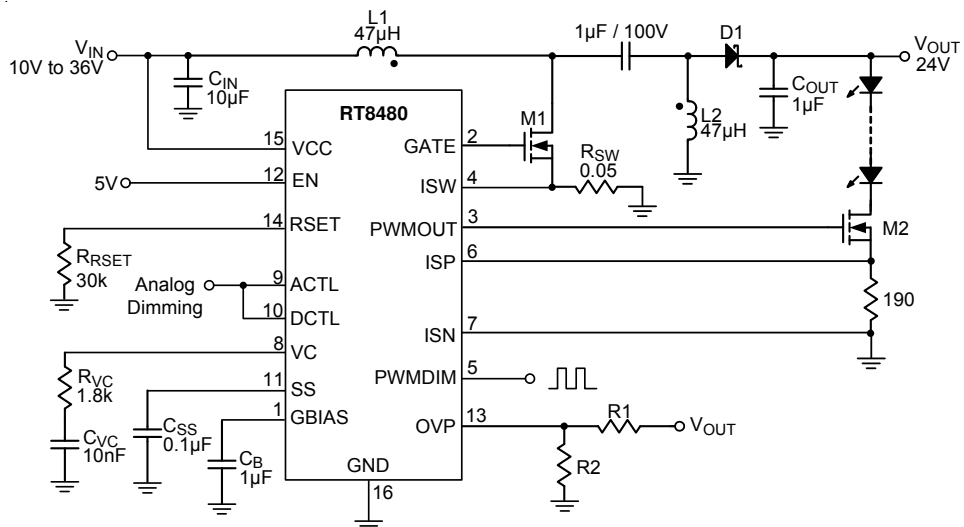 VIN
10V to 36V
L1
47µH
1µF / 100V
D1
VOUT
24V
CIN
10µF
COUT
1µF
RT8480
L2
47µH
M1
15
VCC
GATE
2
RSW
0.05
5V
12
EN
ISW
4
14
RSET
PWMOUT
3
M2
RRSET
30k
ISP
6
Analog
Dimming
9
ACTL
10
DCTL
190
ISN
7
8
VC
RVC
1.8k
PWMDIM
5
11
SS
1
GBIAS
OVP
13
R1
VOUT
CVC
10nF
CSS
0.1µF
CB
1µF
R2
GND
16